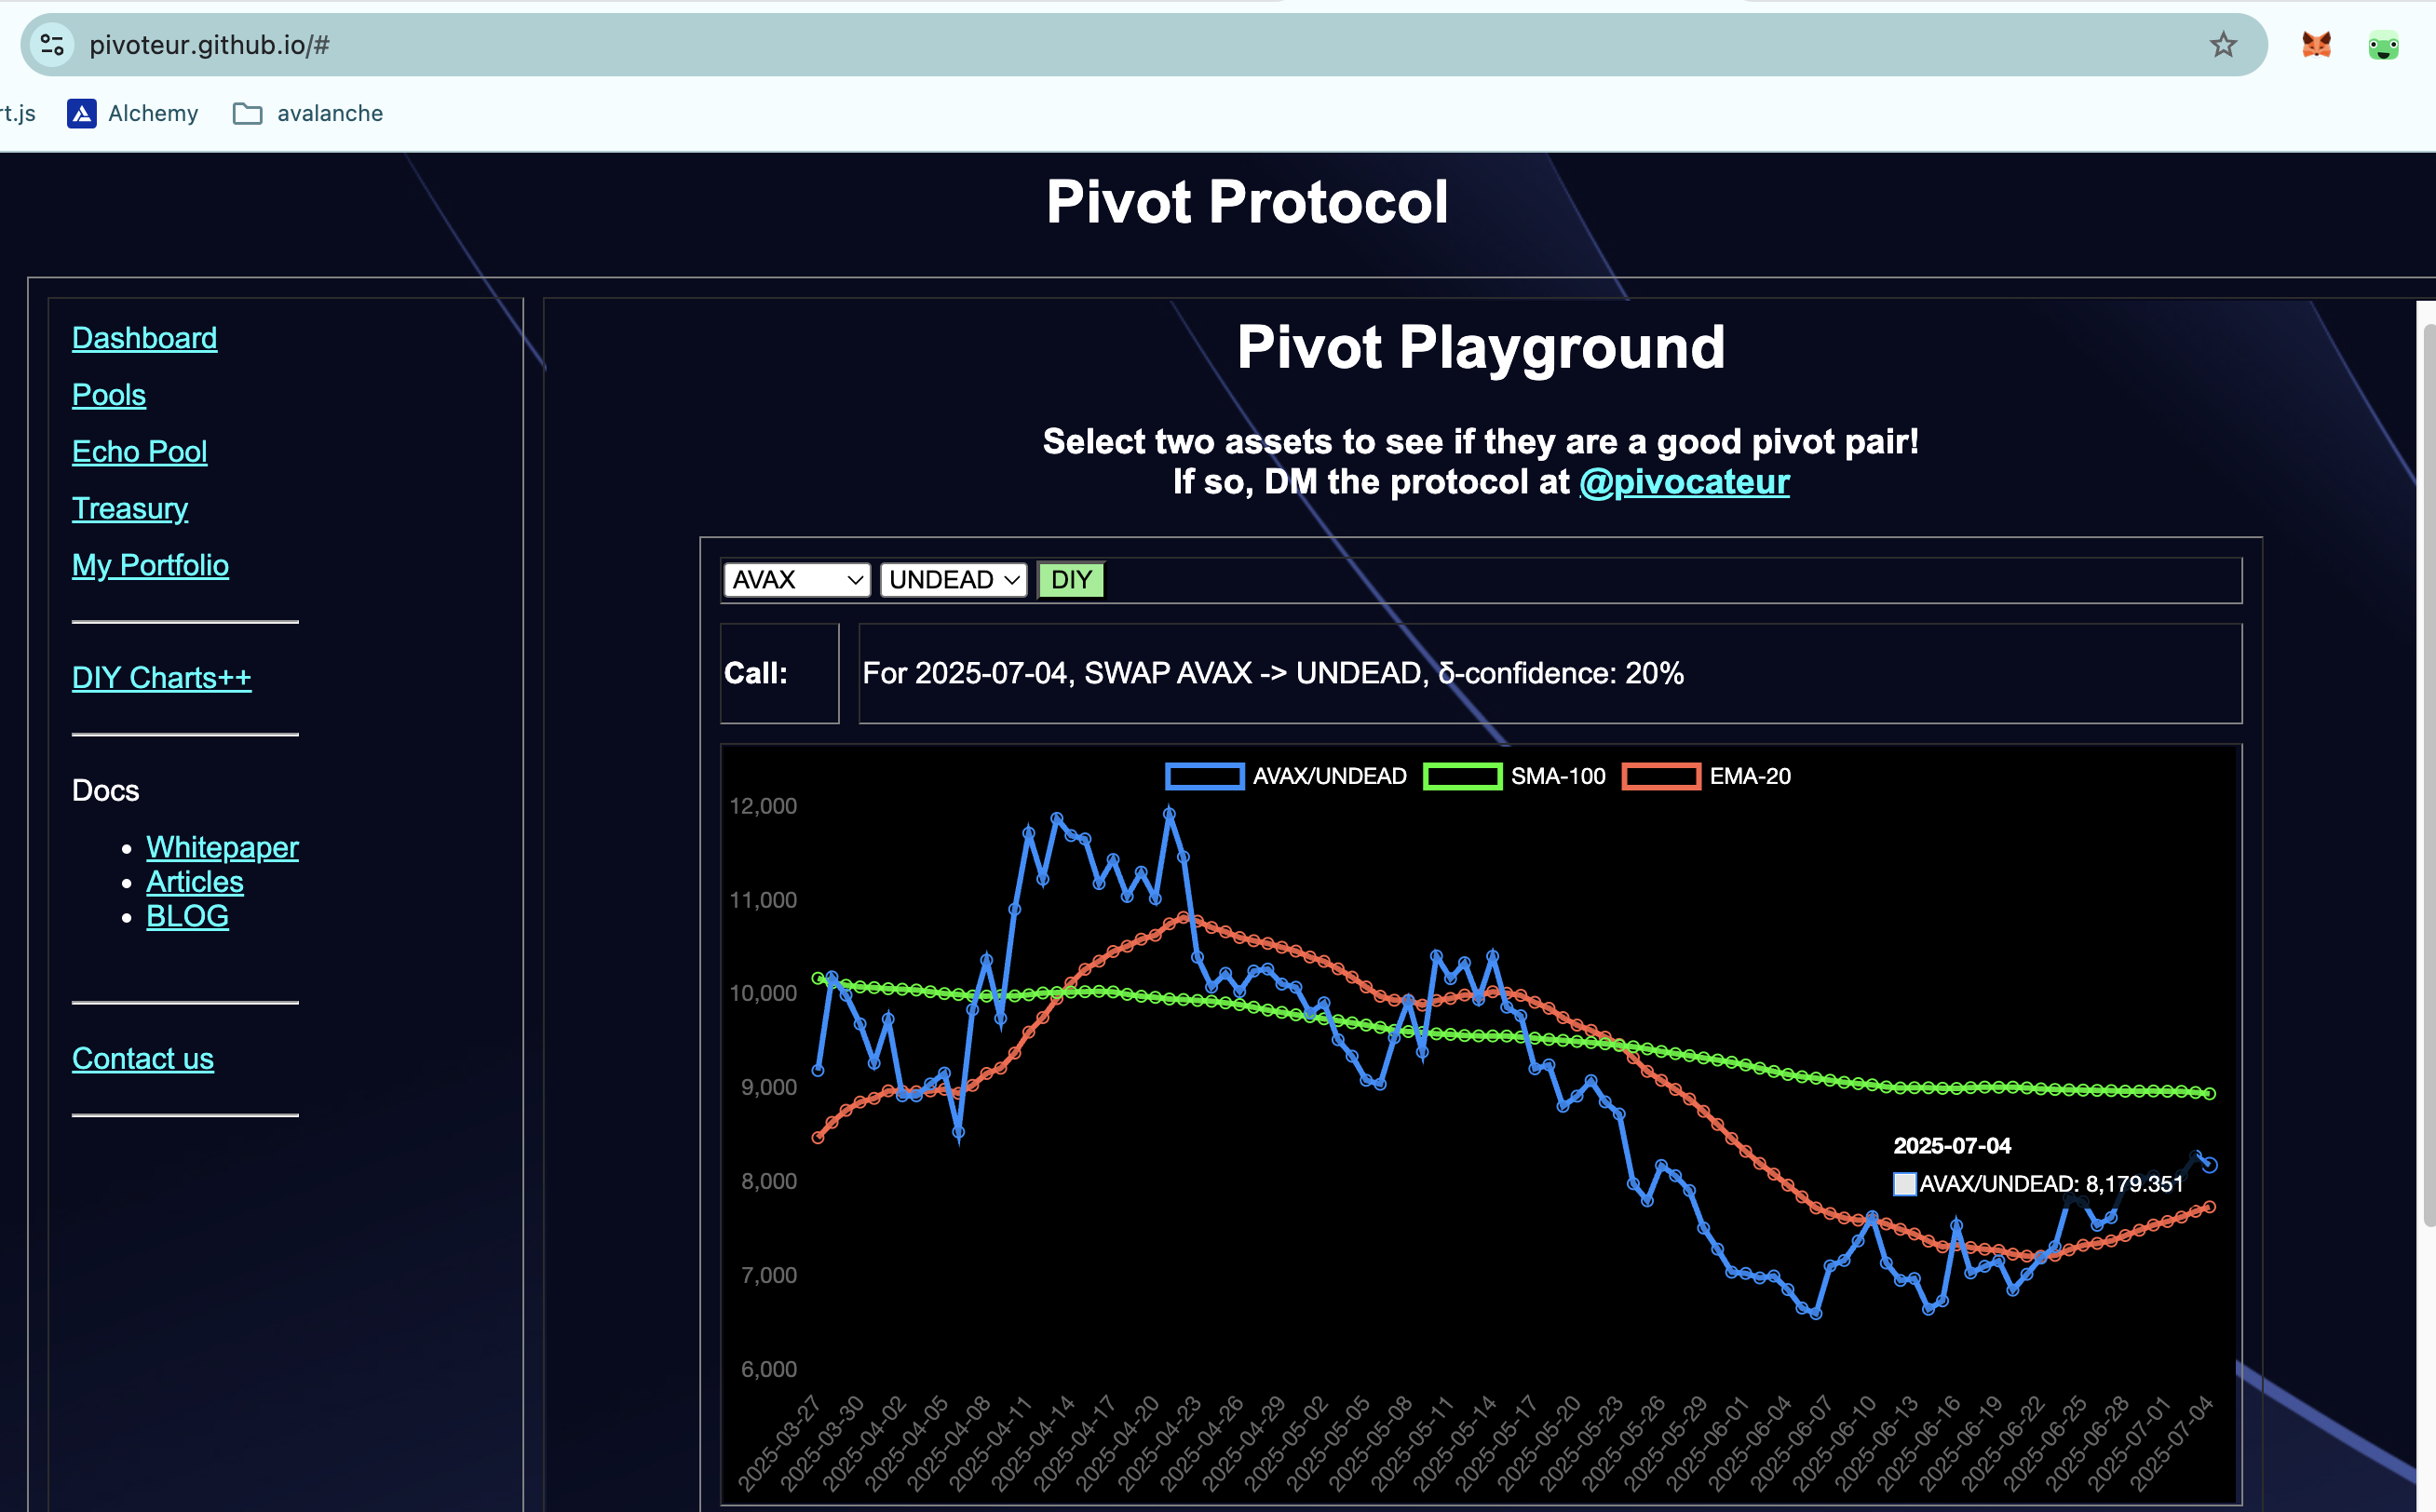 pivoteur.github.io/#
rt.js
Alchemy
avalanche
Pivot Protocol
Dashboard
Pools
Echo Pool
Treasury
My Portfolio
DIY Charts++
Docs
Whitepaper
Articles
BLOG
Contact us
Pivot Playground
Select two assets to see if they are a good pivot pair!
If so, DM the protocol at @pivocateur
AVAX UNDEAD DIY
Call: For 2025-07-04, SWAP AVAX -> UNDEAD, δ-confidence: 20%
AVAX/UNDEAD SMA-100 EMA-20
12,000
11,000
10,000
9,000
8,000
7,000
6,000
2025-07-04
AVAX/UNDEAD: 8,179.351
2025-03-27
2025-03-30
2025-04-02
2025-04-05
2025-04-08
2025-04-11
2025-04-14
2025-04-17
2025-04-20
2025-04-23
2025-04-26
2025-04-29
2025-05-02
2025-05-05
2025-05-08
2025-05-11
2025-05-14
2025-05-17
2025-05-20
2025-05-23
2025-05-26
2025-05-29
2025-06-01
2025-06-04
2025-06-07
2025-06-10
2025-06-13
2025-06-16
2025-06-19
2025-06-22
2025-06-25
2025-06-28
2025-07-01
2025-07-04